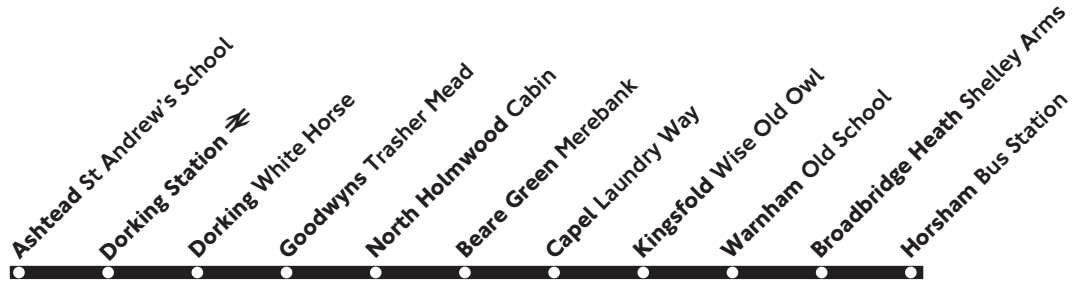 Ashtead St Andrew's School
Dorking Station
Dorking White Horse
Goodwyns Trasher Mead
North Holmwood Cabin
Beare Green Merebank
Capel Laundry Way
Kingsfold Wise Old Owl
Warnham Old School
Broadbridge Heath Shelley Arms
Horsham Bus Station